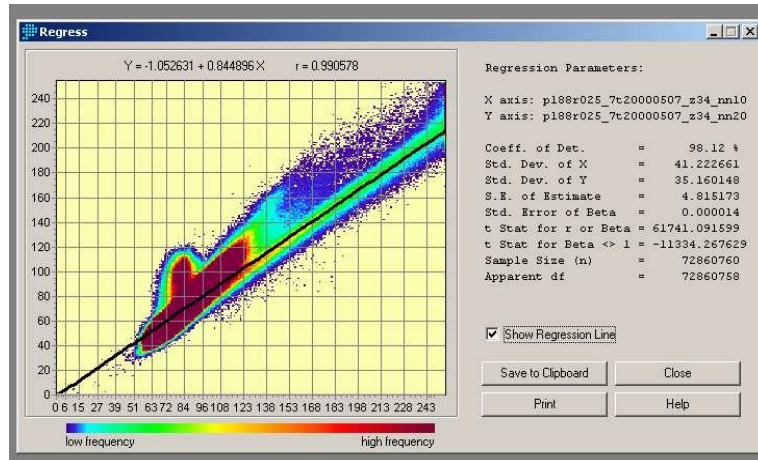 Regress
Y = -1.052631 + 0.844896 X r = 0.990578
240
220
200
180
160
140
120
100
80
60
40
20
0
0 6 15 27 39 51 63 72 84 96 108 123 138 153 168 183 198 213 228 243
low frequency high frequency
Regression Parameters:
X axis: p188r025_7t20000507_z34_nn10
Y axis: p188r025_7t20000507_z34_nn20
Coeff. of Det. = 98.12 %
Std. Dev. of X = 41.222661
Std. Dev. of Y = 35.160148
S.E. of Estimate = 4.815173
Std. Error of Beta = 0.000014
t Stat for r or Beta = 61741.091599
t Stat for Beta <> 1 = -11334.267629
Sample Size (n) = 72860760
Apparent df = 72860758
Show Regression Line
Save to Clipboard Close
Print Help